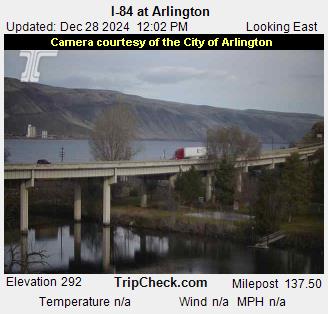 I-84 at Arlington
Updated: Dec 28 2024 12:02 PM Looking East
Camera courtesy of the City of Arlington
Elevation 292 TripCheck.com Milepost 137.50
Temperature n/a Wind n/a MPH n/a